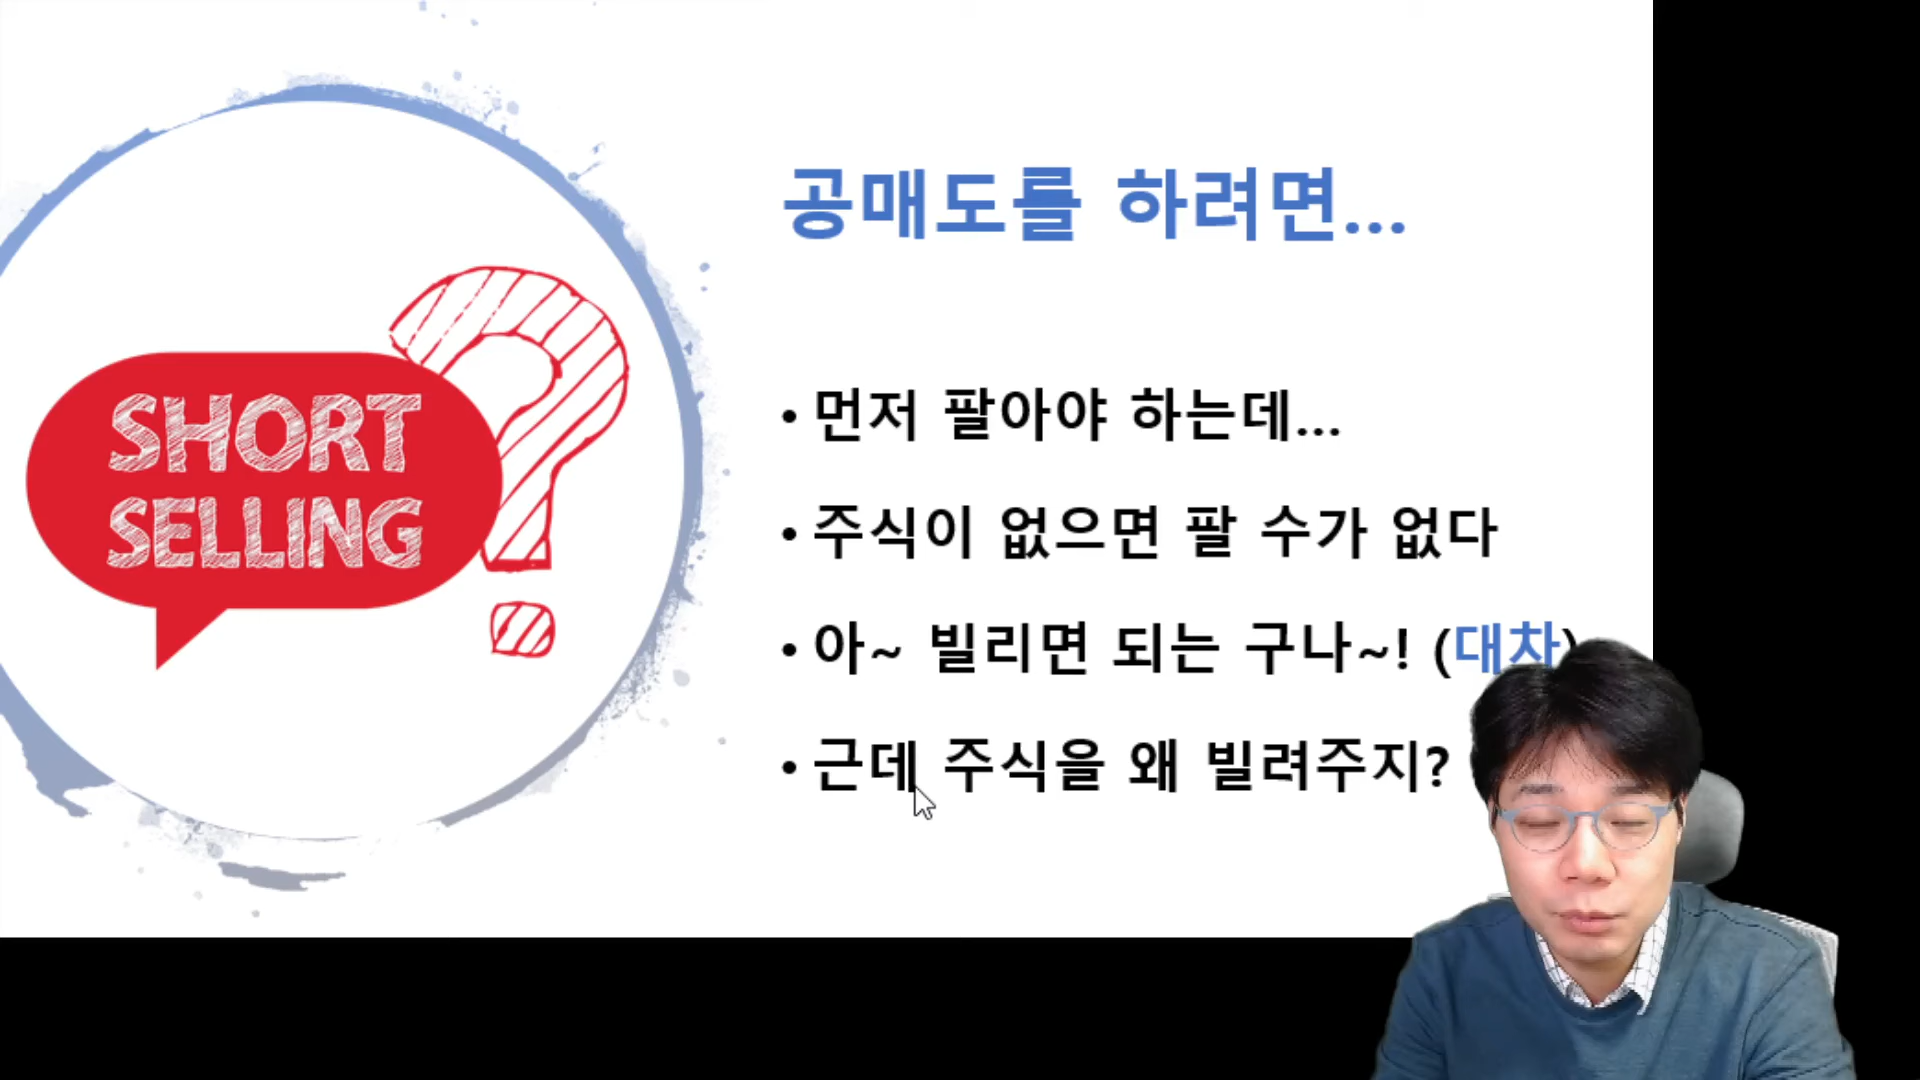 SHORT
SELLING
공매도를 하려면...
• 먼저 팔아야 하는데...
• 주식이 없으면 팔 수가 없다
• 아~ 빌리면 되는 구나~! (대차)
• 근데 주식을 왜 빌려주지?